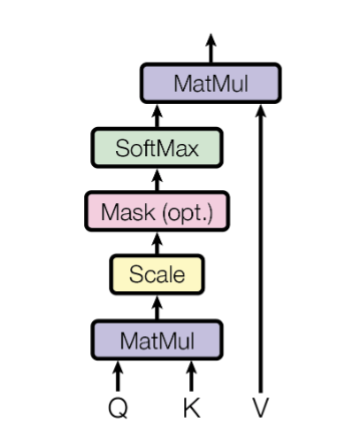 MatMul
SoftMax
Mask (opt.)
Scale
MatMul
Q K V